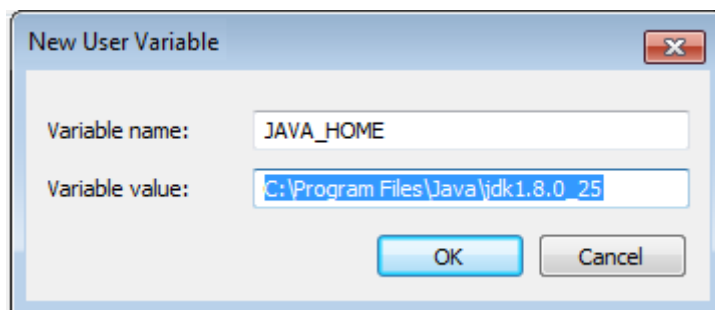 New User Variable
Variable name: JAVA_HOME
Variable value: C:\Program Files\Java\jdk1.8.0_25
OK Cancel